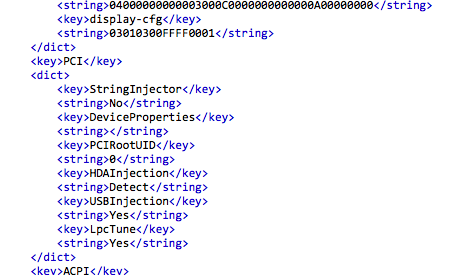 <string>04000000000003000C0000000000000A00000000</string>
<key>display-cfg</key>
<string>03010300FFFF0001</string>
</dict>
<key>PCI</key>
<dict>
<key>StringInjector</key>
<string>No</string>
<key>DeviceProperties</key>
<string></string>
<key>PCIRootUID</key>
<string>0</string>
<key>HDAInjection</key>
<string>Detect</string>
<key>USBInjection</key>
<string>Yes</string>
<key>LpcTune</key>
<string>Yes</string>
</dict>
<key>ACPI</key>